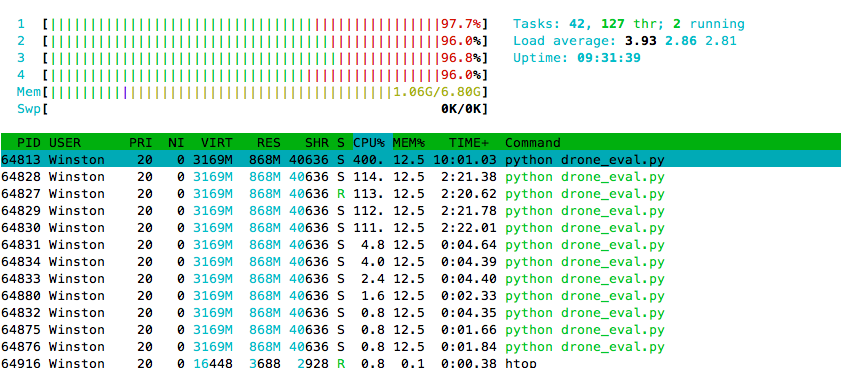 1 [||||||||||||||||||||||||||||||||||||||||||||||||||97.7%] Tasks: 42, 127 thr; 2 running
2 [||||||||||||||||||||||||||||||||||||||||||||||||||96.0%] Load average: 3.93 2.86 2.81
3 [||||||||||||||||||||||||||||||||||||||||||||||||||96.8%] Uptime: 09:31:39
4 [||||||||||||||||||||||||||||||||||||||||||||||||||96.0%]
Mem[||||||||||||||||||||||||||||||||||||||||||||1.06G/6.80G]
Swp[ 0K/0K]
PID USER PRI NI VIRT RES SHR S CPU% MEM% TIME+ Command
64813 Winston 20 0 3169M 868M 40636 S 400. 12.5 10:01.03 python drone_eval.py
64828 Winston 20 0 3169M 868M 40636 S 114. 12.5 2:21.38 python drone_eval.py
64827 Winston 20 0 3169M 868M 40636 R 113. 12.5 2:20.62 python drone_eval.py
64829 Winston 20 0 3169M 868M 40636 S 112. 12.5 2:21.78 python drone_eval.py
64830 Winston 20 0 3169M 868M 40636 S 111. 12.5 2:22.01 python drone_eval.py
64831 Winston 20 0 3169M 868M 40636 S 4.8 12.5 0:04.64 python drone_eval.py
64834 Winston 20 0 3169M 868M 40636 S 4.0 12.5 0:04.39 python drone_eval.py
64833 Winston 20 0 3169M 868M 40636 S 2.4 12.5 0:04.40 python drone_eval.py
64880 Winston 20 0 3169M 868M 40636 S 1.6 12.5 0:02.33 python drone_eval.py
64832 Winston 20 0 3169M 868M 40636 S 0.8 12.5 0:04.35 python drone_eval.py
64875 Winston 20 0 3169M 868M 40636 S 0.8 12.5 0:01.66 python drone_eval.py
64876 Winston 20 0 3169M 868M 40636 S 0.8 12.5 0:01.84 python drone_eval.py
64916 Winston 20 0 16448 3688 2928 R 0.8 0.1 0:00.38 htop